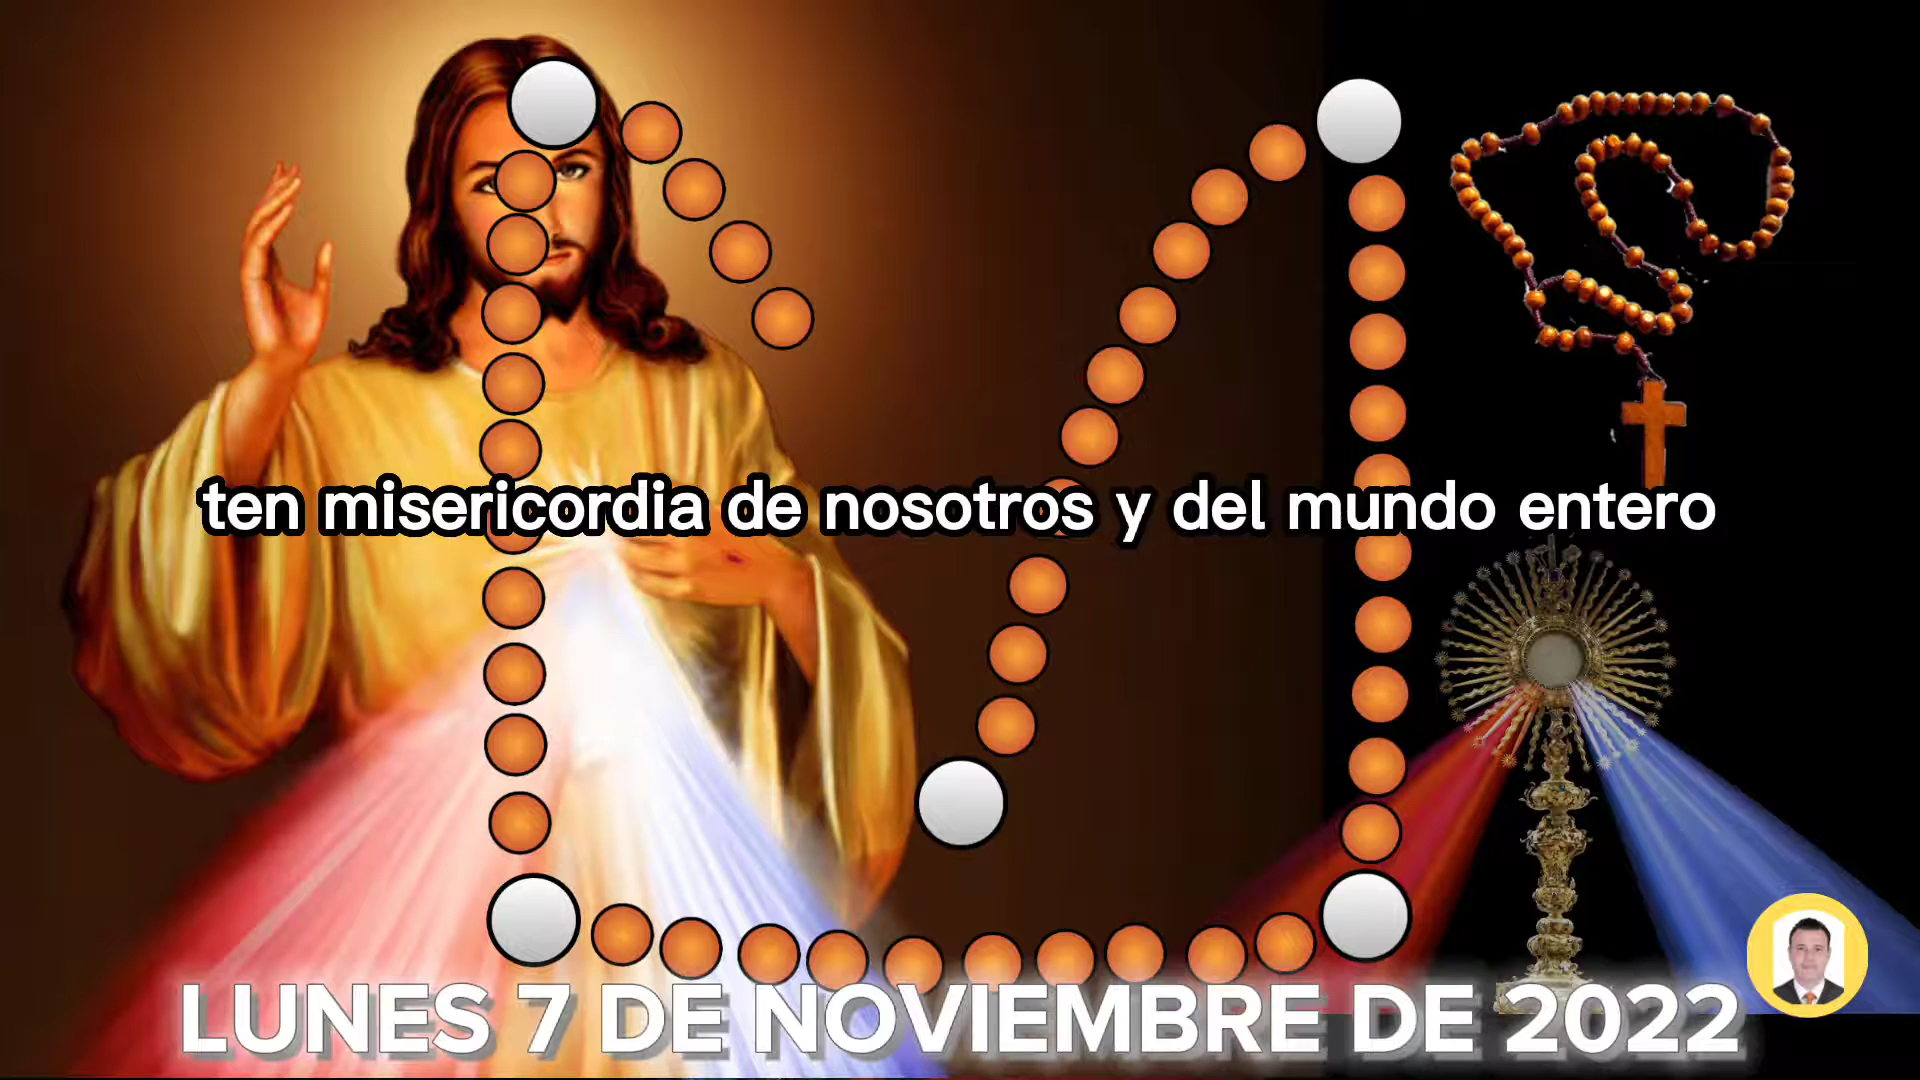 ten misericordia de nosotros y del mundo entero
LUNES 7 DE NOVIEMBRE DE 2022